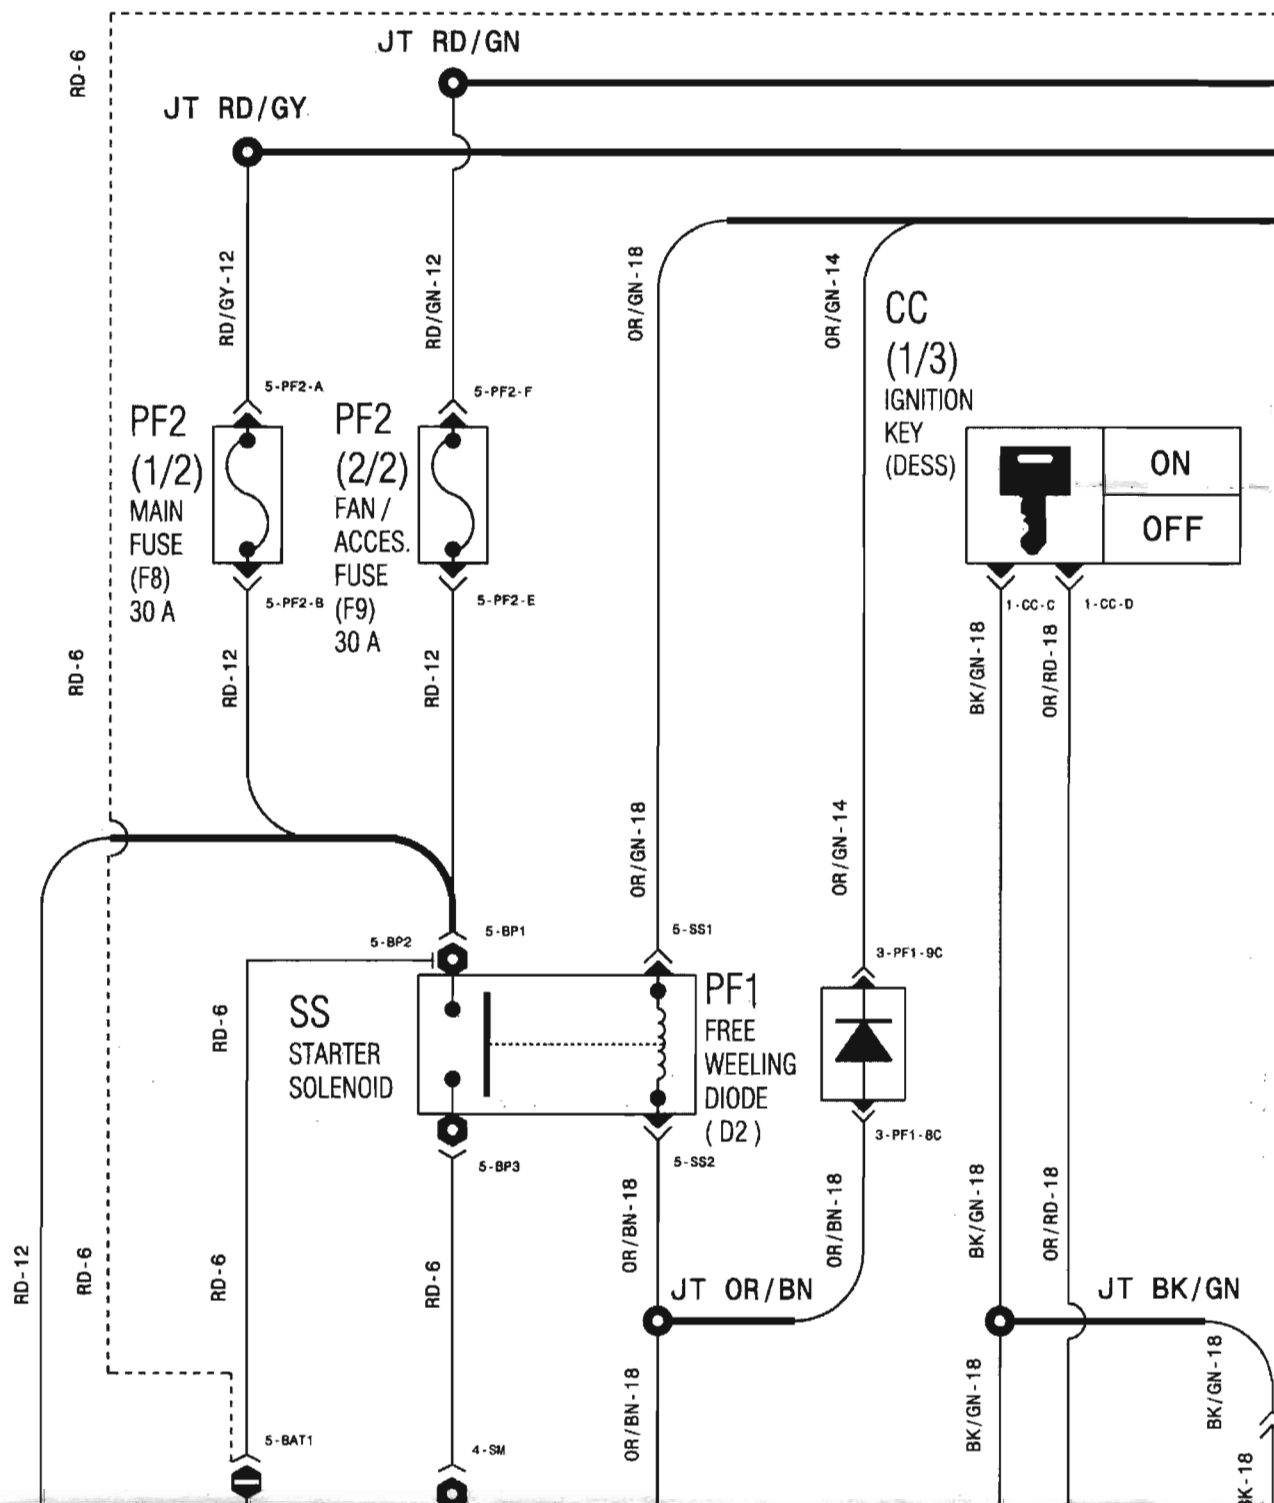 JT RD/GN
RD-6
JT RD/GY
RD/GY-12
RD/GN-12
OR/GN-18
OR/GN-14
CC
(1/3)
IGNITION
KEY
(DESS)
ON
OFF
5-PF2-A
5-PF2-F
PF2
(1/2)
MAIN
FUSE
(F8)
30 A
PF2
(2/2)
FAN /
ACCES.
FUSE
(F9)
30 A
5-PF2-B
5-PF2-E
1-CC-C
1-CC-D
RD-6
RD-12
RD-12
BK/GN-18
OR/RD-18
OR/GN-18
OR/GN-14
5-BP2
5-BP1
5-SS1
3-PF1-9C
SS
STARTER
SOLENOID
RD-6
PF1
FREE
WEELING
DIODE
( D2 )
5-BP3
5-SS2
3-PF1-8C
RD-12
RD-6
RD-6
RD-6
OR/BN-18
OR/BN-18
BK/GN-18
OR/RD-18
JT OR/BN
JT BK/GN
OR/BN-18
BK/GN-18
BK/GN-18
5-BAT1
4-SM